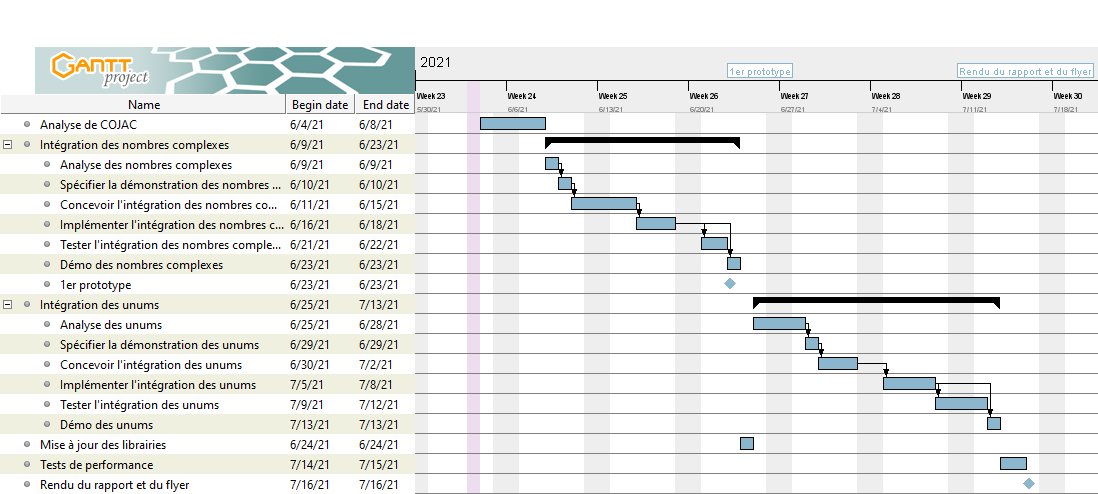 GANTT
project
2021
1er prototype
Rendu du rapport et du flyer
Week 23 Week 24 Week 25 Week 26 Week 27 Week 28 Week 29 Week 30
5/30/21 6/6/21 6/13/21 6/20/21 6/27/21 7/4/21 7/11/21 7/18/21
Name Begin date End date
Analyse de COJAC 6/4/21 6/8/21
Intégration des nombres complexes 6/9/21 6/23/21
Analyse des nombres complexes 6/9/21 6/9/21
Spécifier la démonstration des nombres ... 6/10/21 6/10/21
Concevoir l'intégration des nombres co... 6/11/21 6/15/21
Implémenter l'intégration des nombres c... 6/16/21 6/18/21
Tester l'intégration des nombres comple... 6/21/21 6/22/21
Démo des nombres complexes 6/23/21 6/23/21
1er prototype 6/23/21 6/23/21
Intégration des unums 6/25/21 7/13/21
Analyse des unums 6/25/21 6/28/21
Spécifier la démonstration des unums 6/29/21 6/29/21
Concevoir l'intégration des unums 6/30/21 7/2/21
Implémenter l'intégration des unums 7/5/21 7/8/21
Tester l'intégration des unums 7/9/21 7/12/21
Démo des unums 7/13/21 7/13/21
Mise à jour des librairies 6/24/21 6/24/21
Tests de performance 7/14/21 7/15/21
Rendu du rapport et du flyer 7/16/21 7/16/21